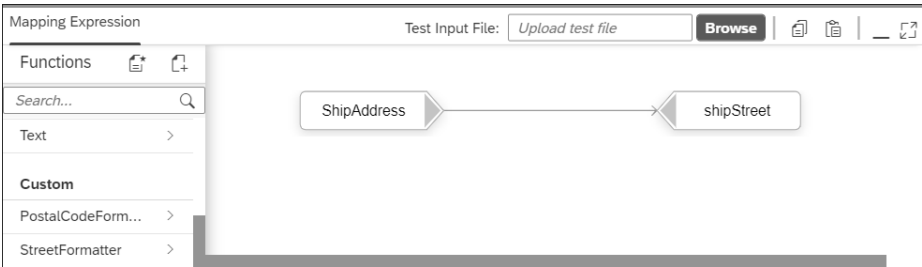 Mapping Expression
Test Input File: Upload test file Browse
Functions
Search...
Text
Custom
PostalCodeForm...
StreetFormatter
ShipAddress
shipStreet